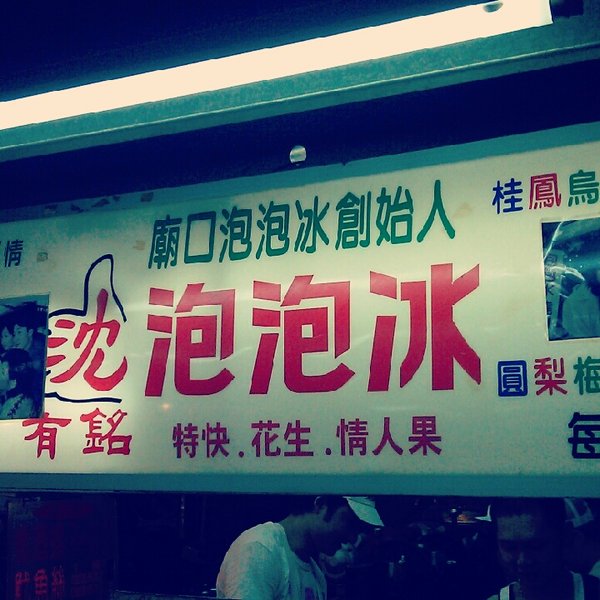 廟口泡泡冰創始人
沈
有銘
泡泡冰
特快.花生.情人果
情
桂鳳烏
圓梨梅
每